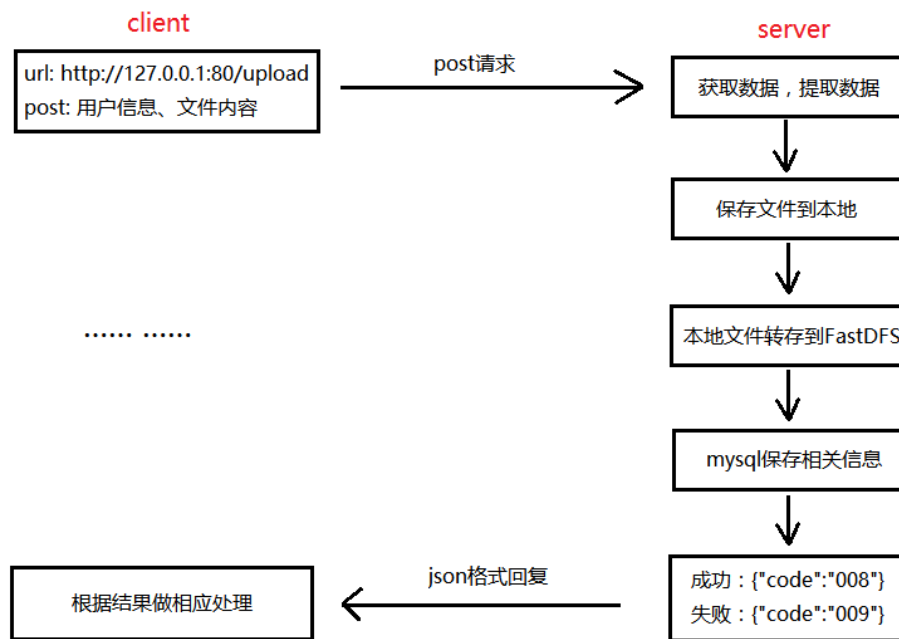 client
server
url: http://127.0.0.1:80/upload
post: 用户信息、文件内容
post请求
获取数据，提取数据
保存文件到本地
…… ……
本地文件转存到FastDFS
mysql保存相关信息
json格式回复
根据结果做相应处理
成功：{"code":"008"}
失败：{"code":"009"}